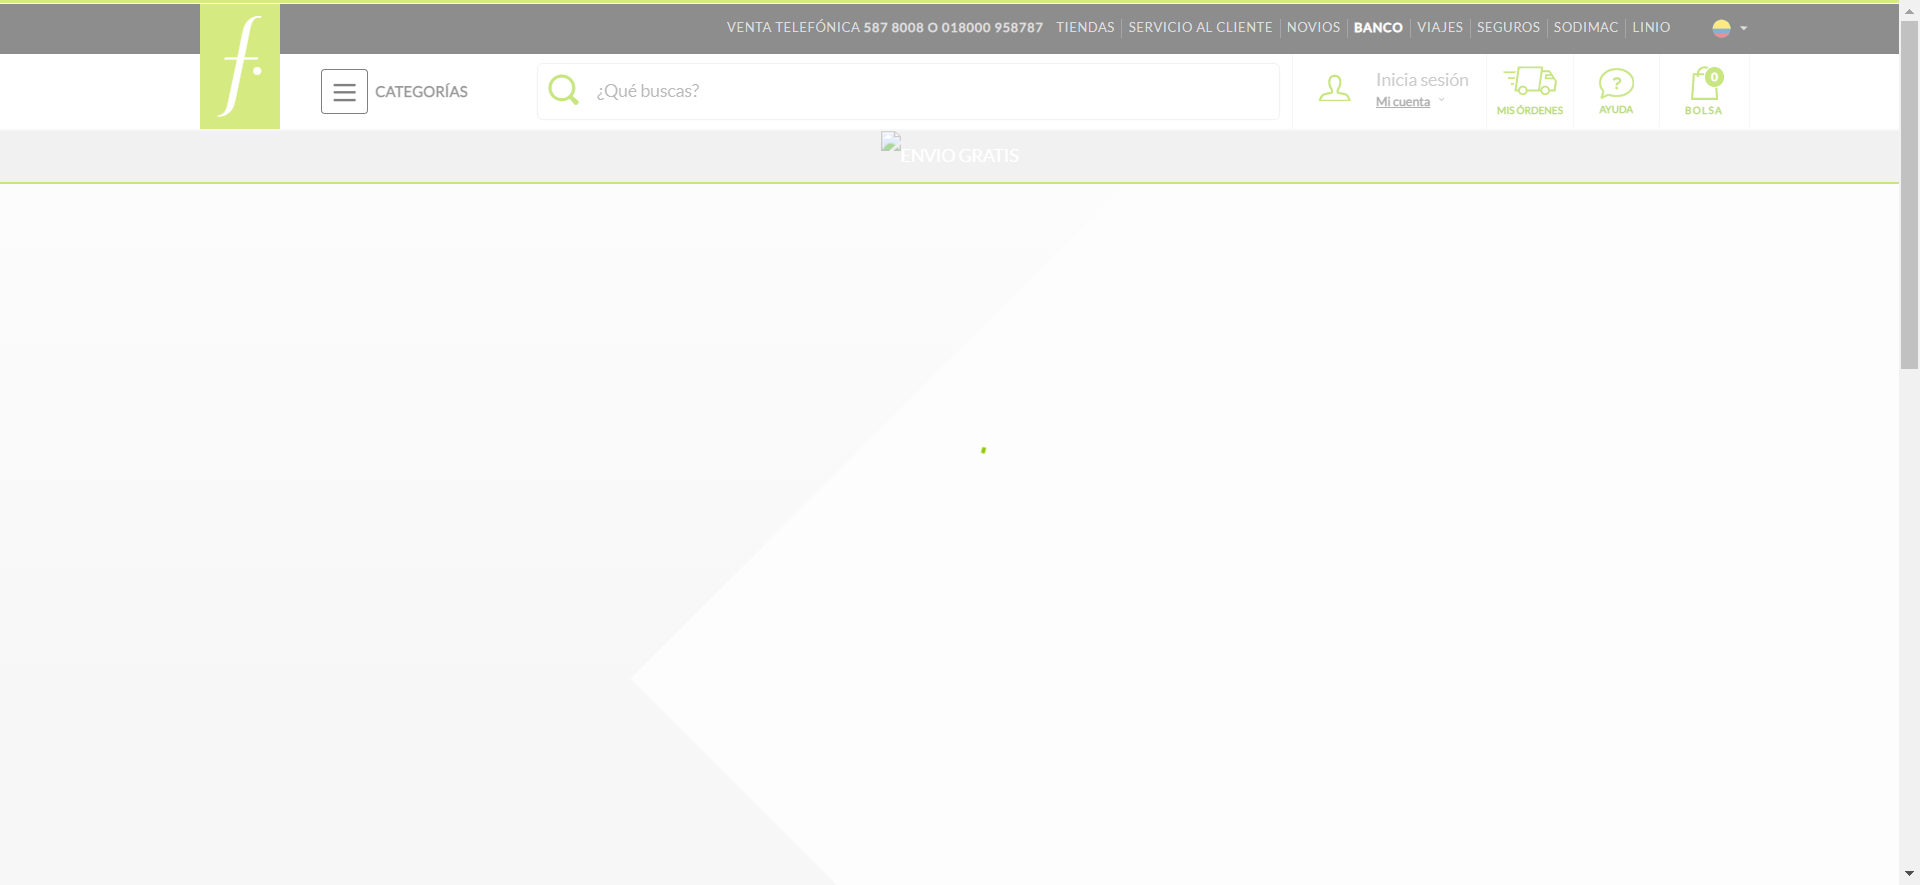 VENTA TELEFÓNICA 587 8008 O 018000 958787 TIENDAS SERVICIO AL CLIENTE NOVIOS BANCO VIAJES SEGUROS SODIMAC LINIO
f.
CATEGORÍAS
¿Qué buscas?
Inicia sesión
Mi cuenta
MIS ÓRDENES
?
AYUDA
0
BOLSA
ENVIO GRATIS